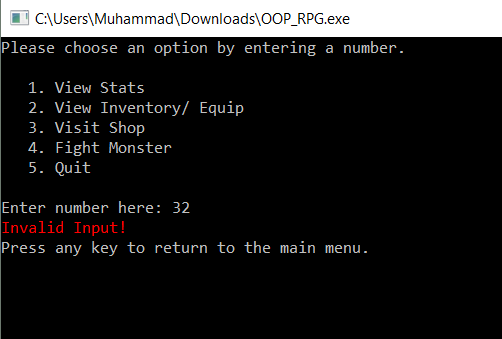 C:\Users\Muhammad\Downloads\OOP_RPG.exe
Please choose an option by entering a number.
1. View Stats
2. View Inventory/ Equip
3. Visit Shop
4. Fight Monster
5. Quit
Enter number here: 32
Invalid Input!
Press any key to return to the main menu.